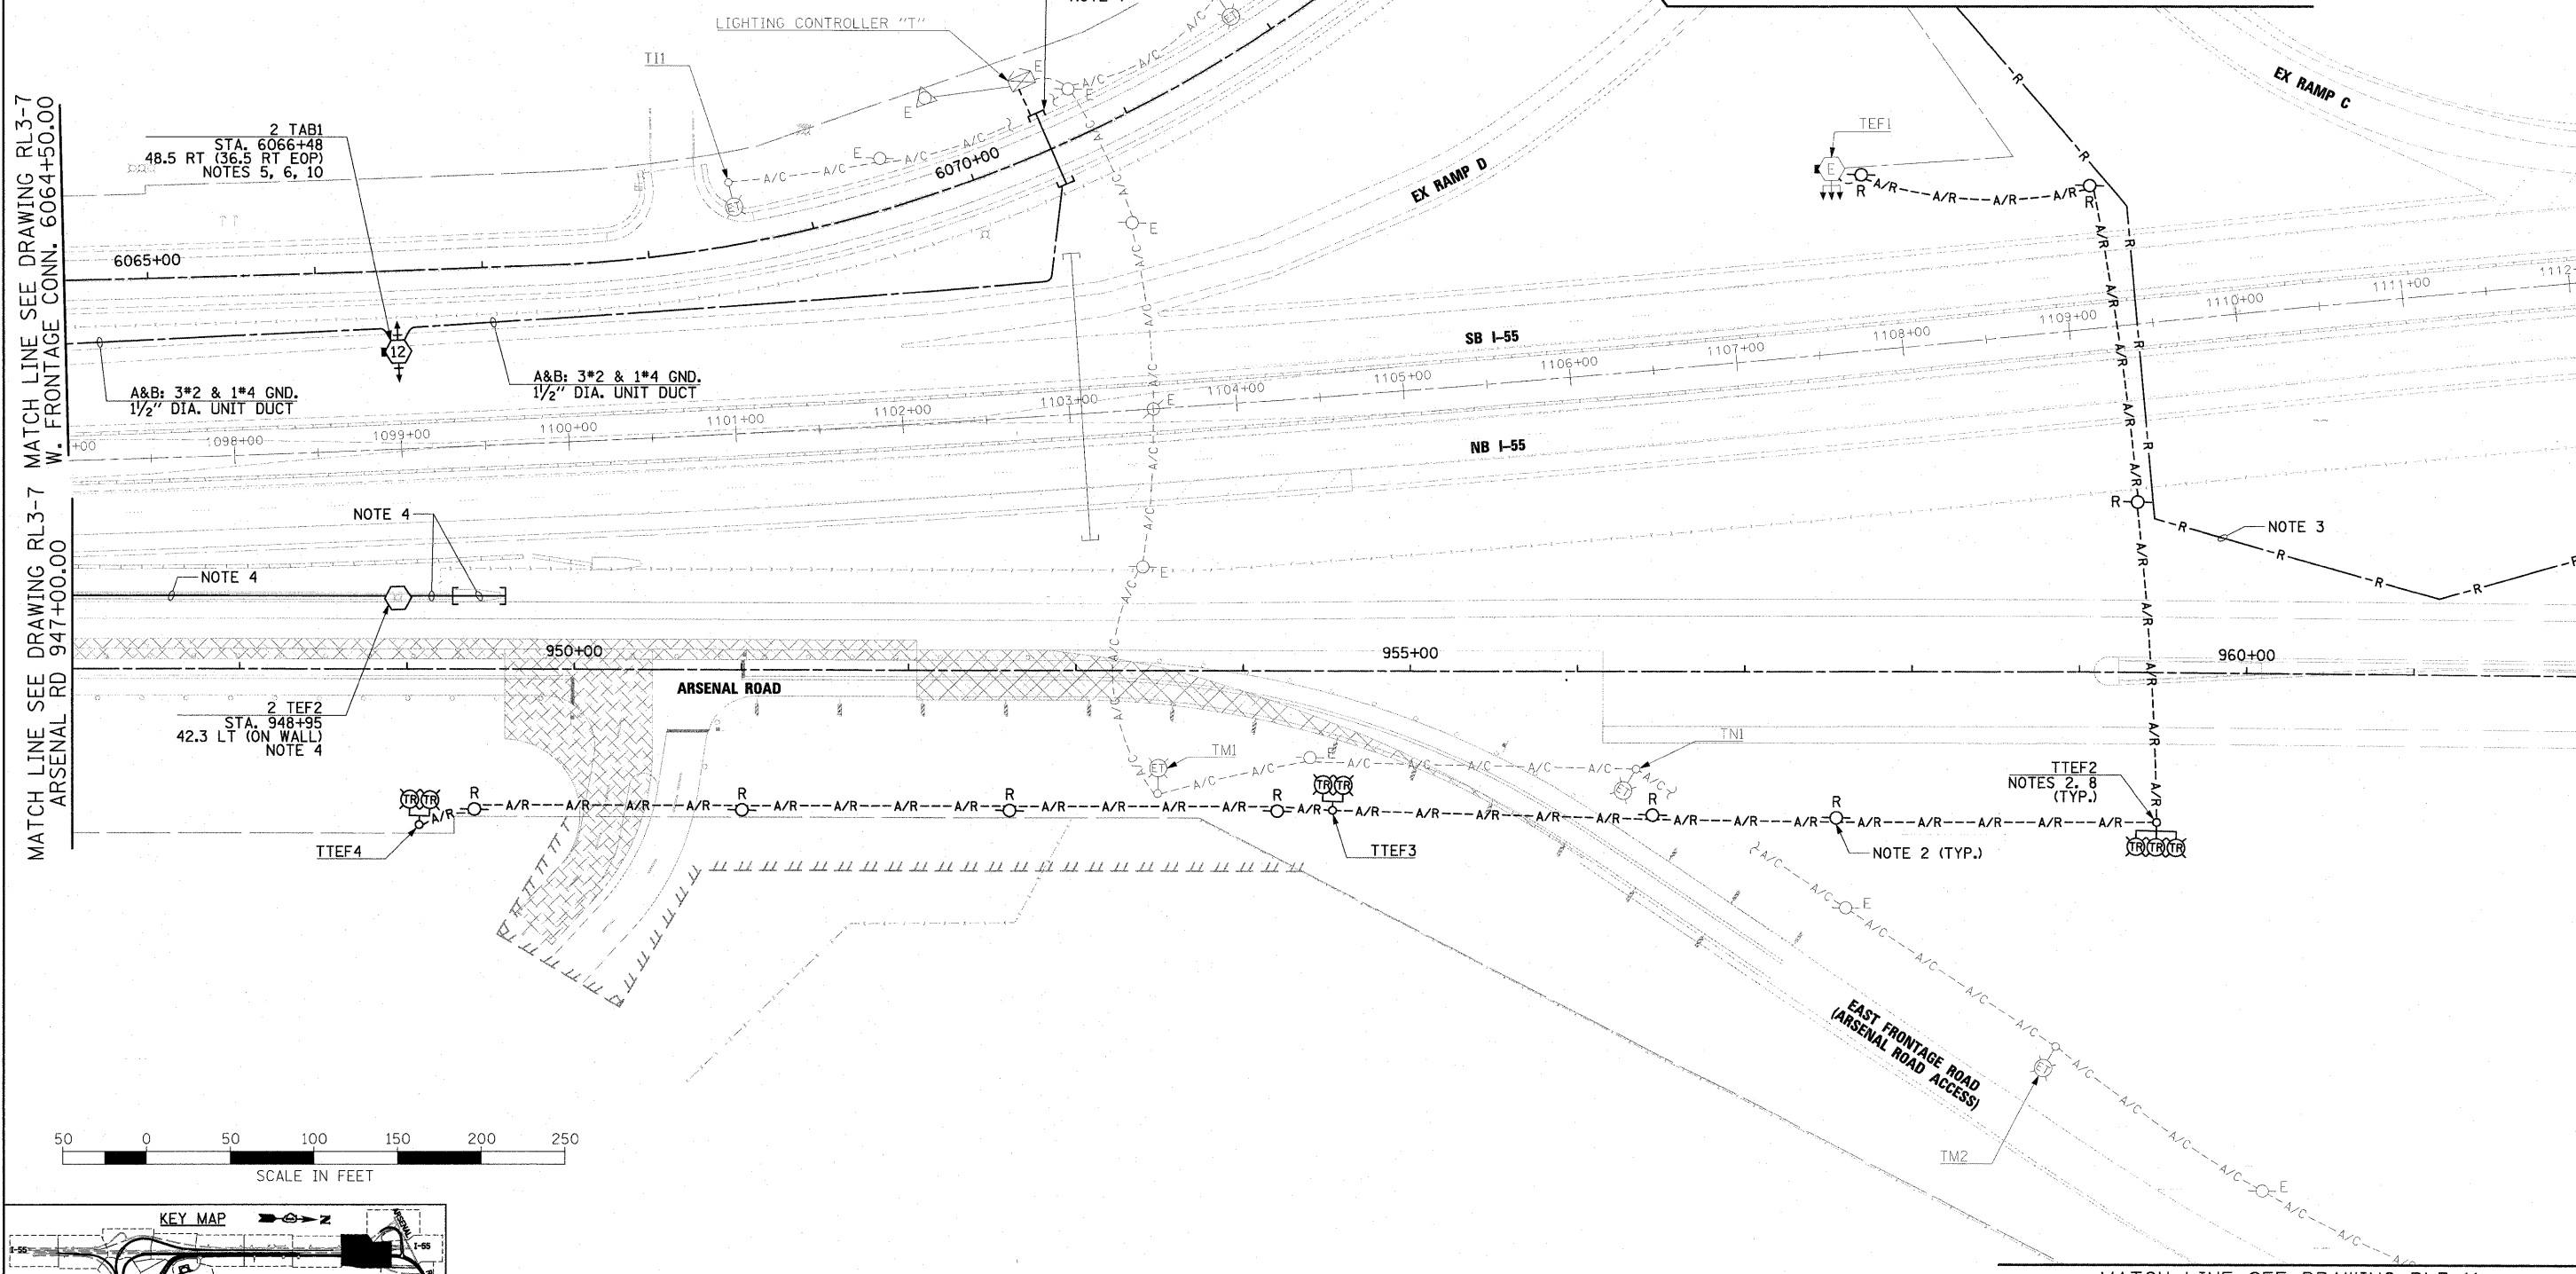 LIGHTING CONTROLLER "T"
TI1
MATCH LINE SEE DRAWING RL3-7
W. FRONTAGE CONN. 6064+50.00
2 TAB1
STA. 6066+48
48.5 RT (36.5 RT EOP)
NOTES 5, 6, 10
6065+00
6070+00
12
A&B: 3#2 & 1#4 GND.
1½" DIA. UNIT DUCT
A&B: 3#2 & 1#4 GND.
1½" DIA. UNIT DUCT
EX RAMP D
EX RAMP C
TEF1
SB I-55
NB I-55
+00
1098+00
1099+00
1100+00
1101+00
1102+00
1103+00
1104+00
1105+00
1106+00
1107+00
1108+00
1109+00
1110+00
1111+00
1112+
NOTE 3
MATCH LINE SEE DRAWING RL3-7
ARSENAL RD 947+00.00
NOTE 4
NOTE 4
2 TEF2
STA. 948+95
42.3 LT (ON WALL)
NOTE 4
950+00
955+00
960+00
ARSENAL ROAD
TM1
TN1
TTEF2
NOTES 2, 8
(TYP.)
TTEF4
TTEF3
NOTE 2 (TYP.)
EAST FRONTAGE ROAD
(ARSENAL ROAD ACCESS)
TM2
50 0 50 100 150 200 250
SCALE IN FEET
KEY MAP
N
I-55
I-55